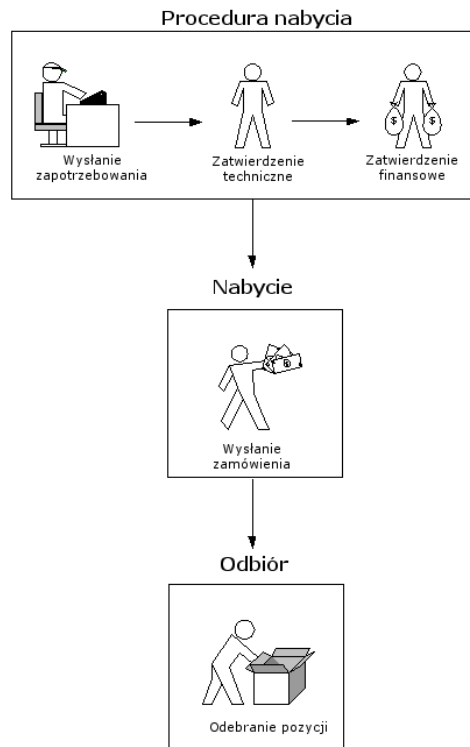 Procedura nabycia
$ $
Wysłanie
zapotrzebowania
Zatwierdzenie
techniczne
Zatwierdzenie
finansowe
Nabycie
Wysłanie
zamówienia
Odbiór
Odebranie pozycji